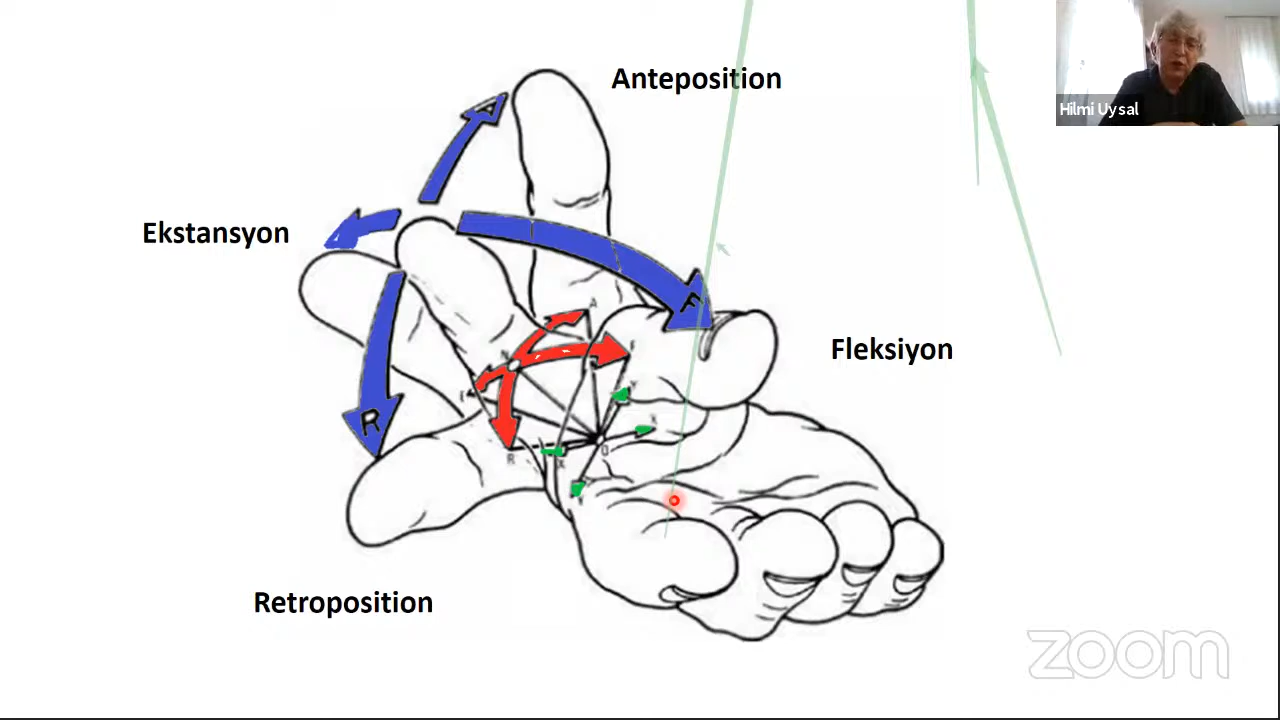 Anteposition
Hilmi Uysal
Ekstansyon
A
F
Fleksiyon
R
A
F
Y
X
O
R
X
Retroposition
zoom